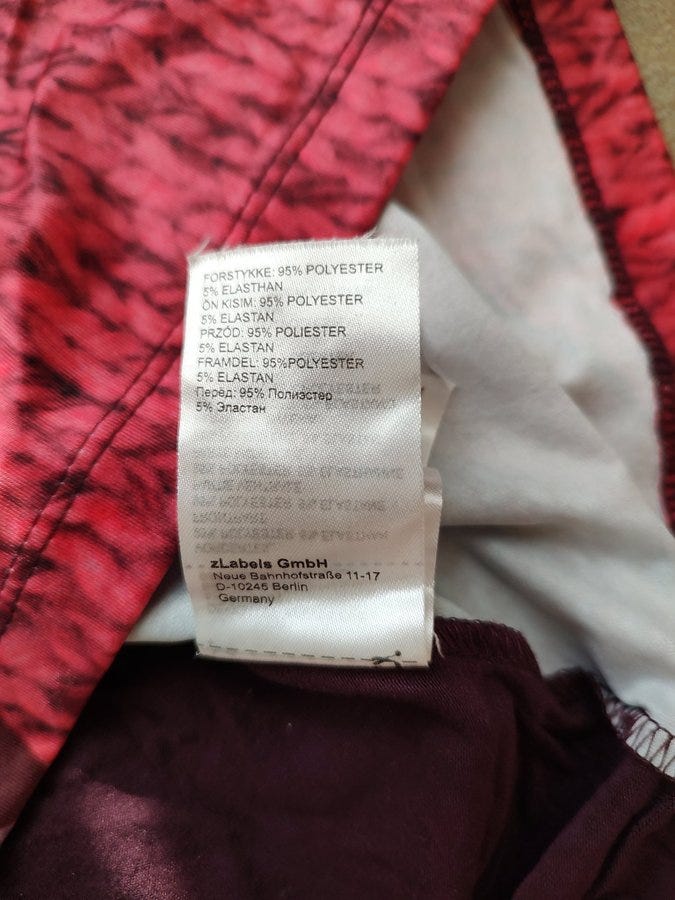 FORSTYKKE: 95% POLYESTER
5% ELASTHAN
ÖN KISIM: 95% POLYESTER
5% ELASTAN
PRZÓD: 95% POLIESTER
5% ELASTAN
FRAMDEL: 95%POLYESTER
5% ELASTAN
Перед: 95% Полиэстер
5% Эластан
zLabels GmbH
Neue Bahnhofstraße 11-17
D-10245 Berlin
Germany